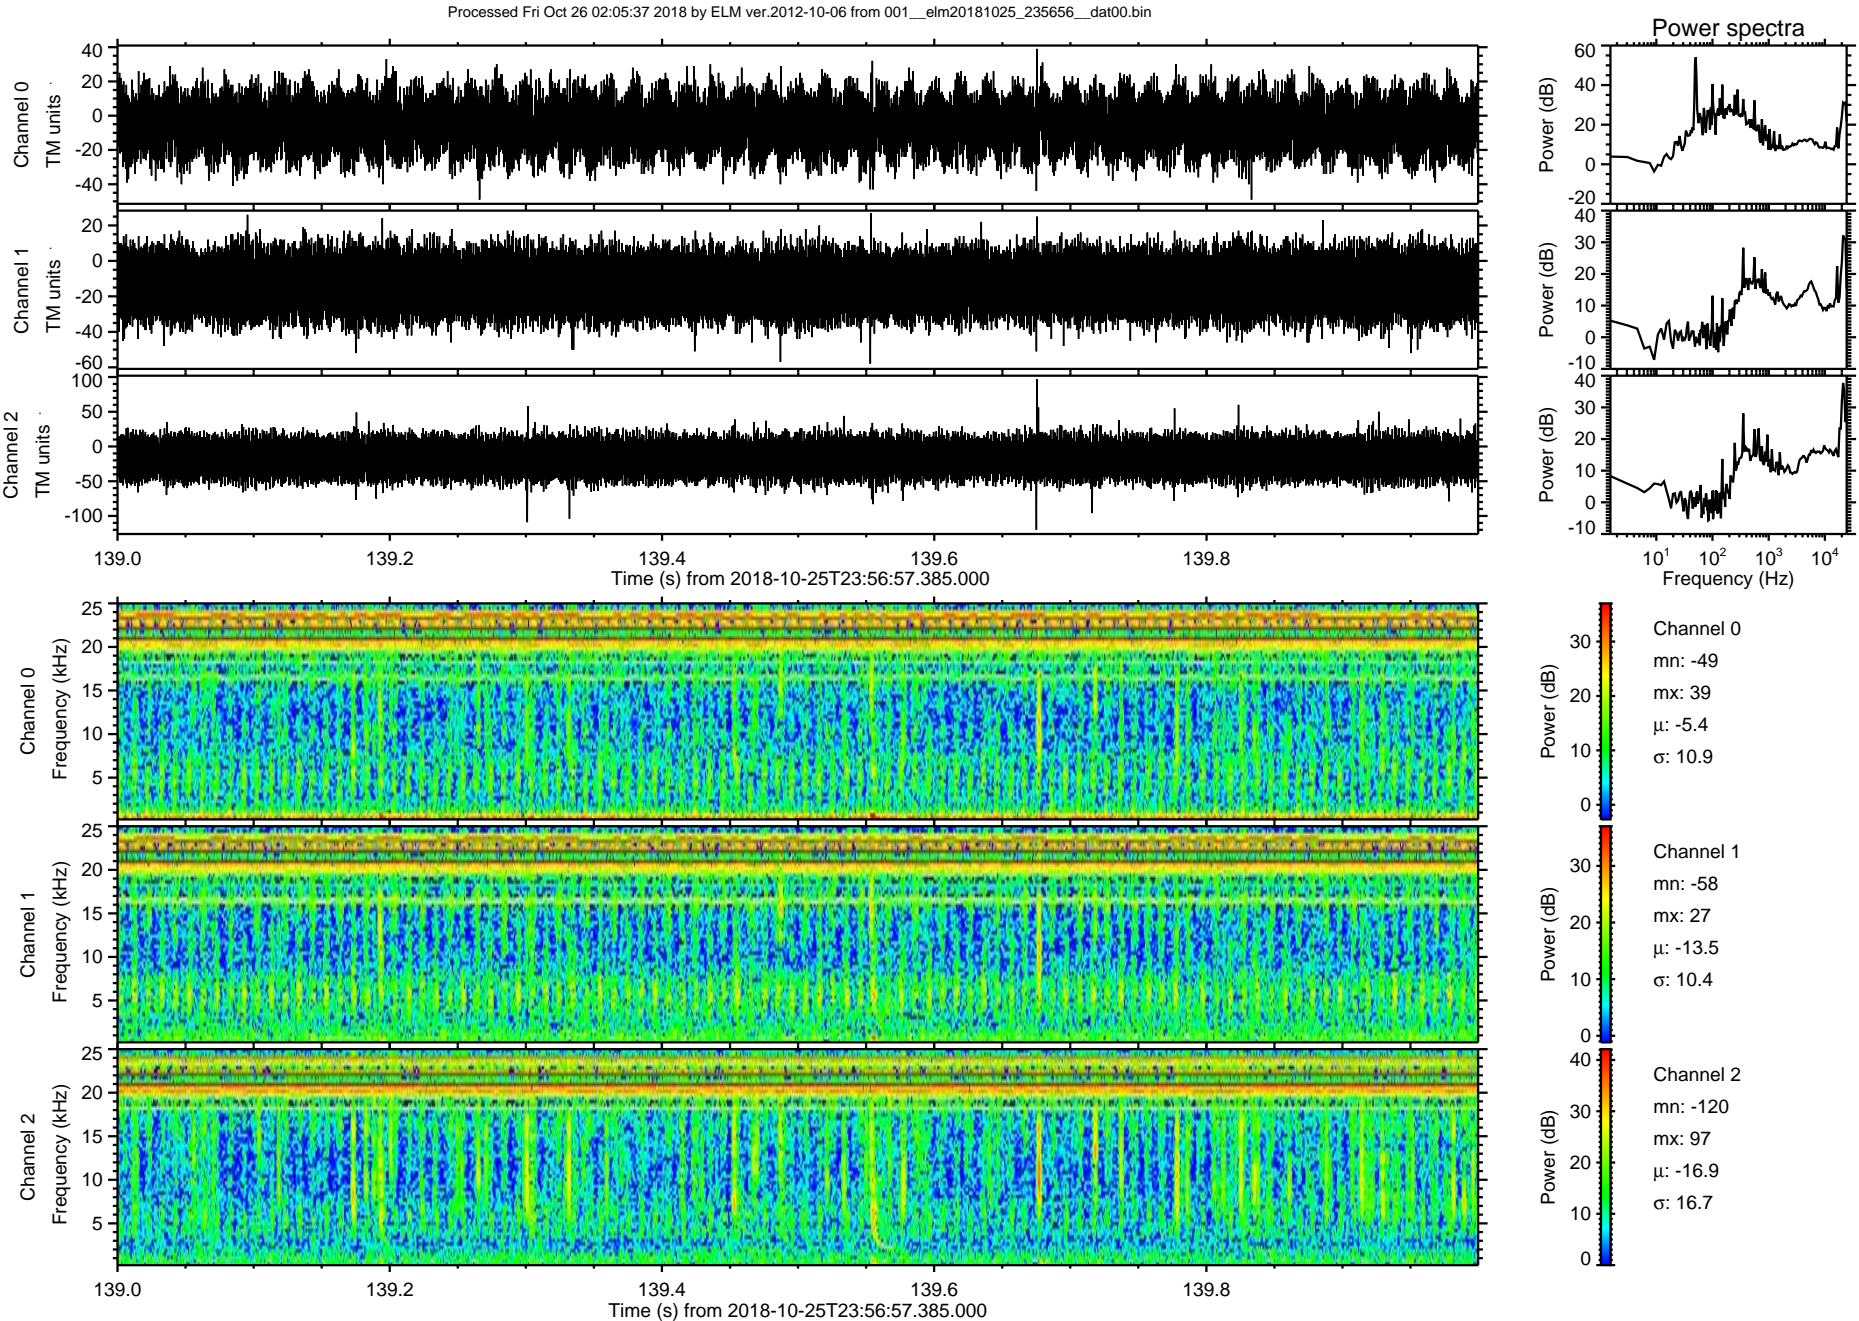 Processed Fri Oct 26 02:05:37 2018 by ELM ver.2012-10-06 from 001__elm20181025_235656__dat00.bin
Power spectra
Channel 0
TM units
40
20
0
-20
-40
Power (dB)
60
40
20
0
-20
Channel 1
TM units
20
0
-20
-40
-60
Power (dB)
40
30
20
10
0
-10
Channel 2
TM units
100
50
0
-50
-100
Power (dB)
40
30
20
10
0
-10
139.0 139.2 139.4 139.6 139.8
Time (s) from 2018-10-25T23:56:57.385.000
10^1 10^2 10^3 10^4
Frequency (Hz)
Channel 0
Frequency (kHz)
25
20
15
10
5
Power (dB)
30
20
10
0
Channel 0
mn: -49
mx: 39
μ: -5.4
σ: 10.9
Channel 1
Frequency (kHz)
25
20
15
10
5
Power (dB)
30
20
10
0
Channel 1
mn: -58
mx: 27
μ: -13.5
σ: 10.4
Channel 2
Frequency (kHz)
25
20
15
10
5
Power (dB)
40
30
20
10
0
Channel 2
mn: -120
mx: 97
μ: -16.9
σ: 16.7
139.0 139.2 139.4 139.6 139.8
Time (s) from 2018-10-25T23:56:57.385.000